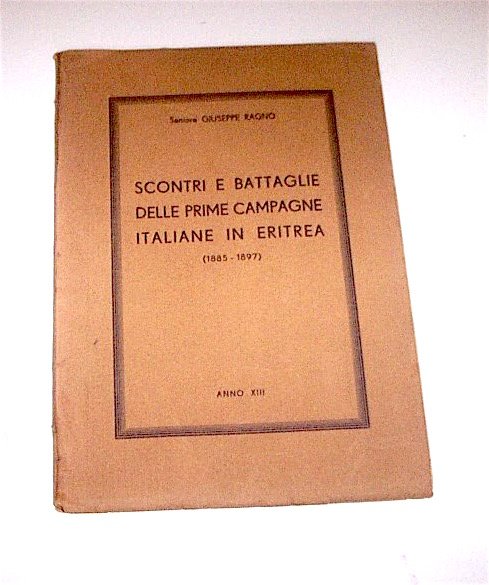 Seniore GIUSEPPE RAGNO
SCONTRI E BATTAGLIE
DELLE PRIME CAMPAGNE
ITALIANE IN ERITREA
(1885 - 1897)
ANNO XIII